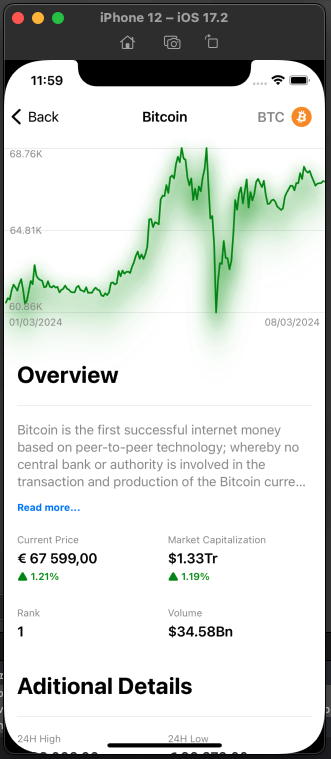 iPhone 12 – iOS 17.2
11:59
Back Bitcoin BTC
68.76K
64.81K
60.86K
01/03/2024 08/03/2024
Overview
Bitcoin is the first successful internet money
based on peer-to-peer technology; whereby no
central bank or authority is involved in the
transaction and production of the Bitcoin curre...
Read more...
Current Price Market Capitalization
€ 67 599,00 $1.33Tr
1.21% 1.19%
Rank Volume
1 $34.58Bn
Aditional Details
24H High 24H Low